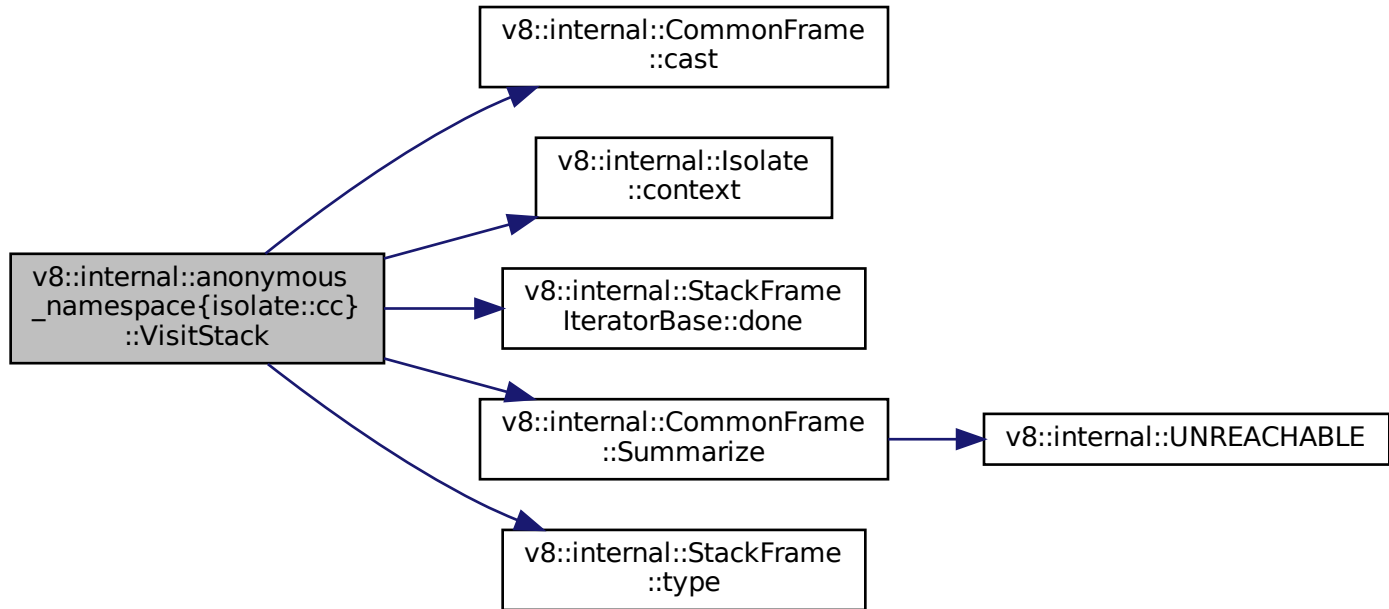 v8::internal::CommonFrame
::cast
v8::internal::Isolate
::context
v8::internal::anonymous
_namespace{isolate::cc}
::VisitStack
v8::internal::StackFrame
IteratorBase::done
v8::internal::CommonFrame
::Summarize
v8::internal::UNREACHABLE
v8::internal::StackFrame
::type